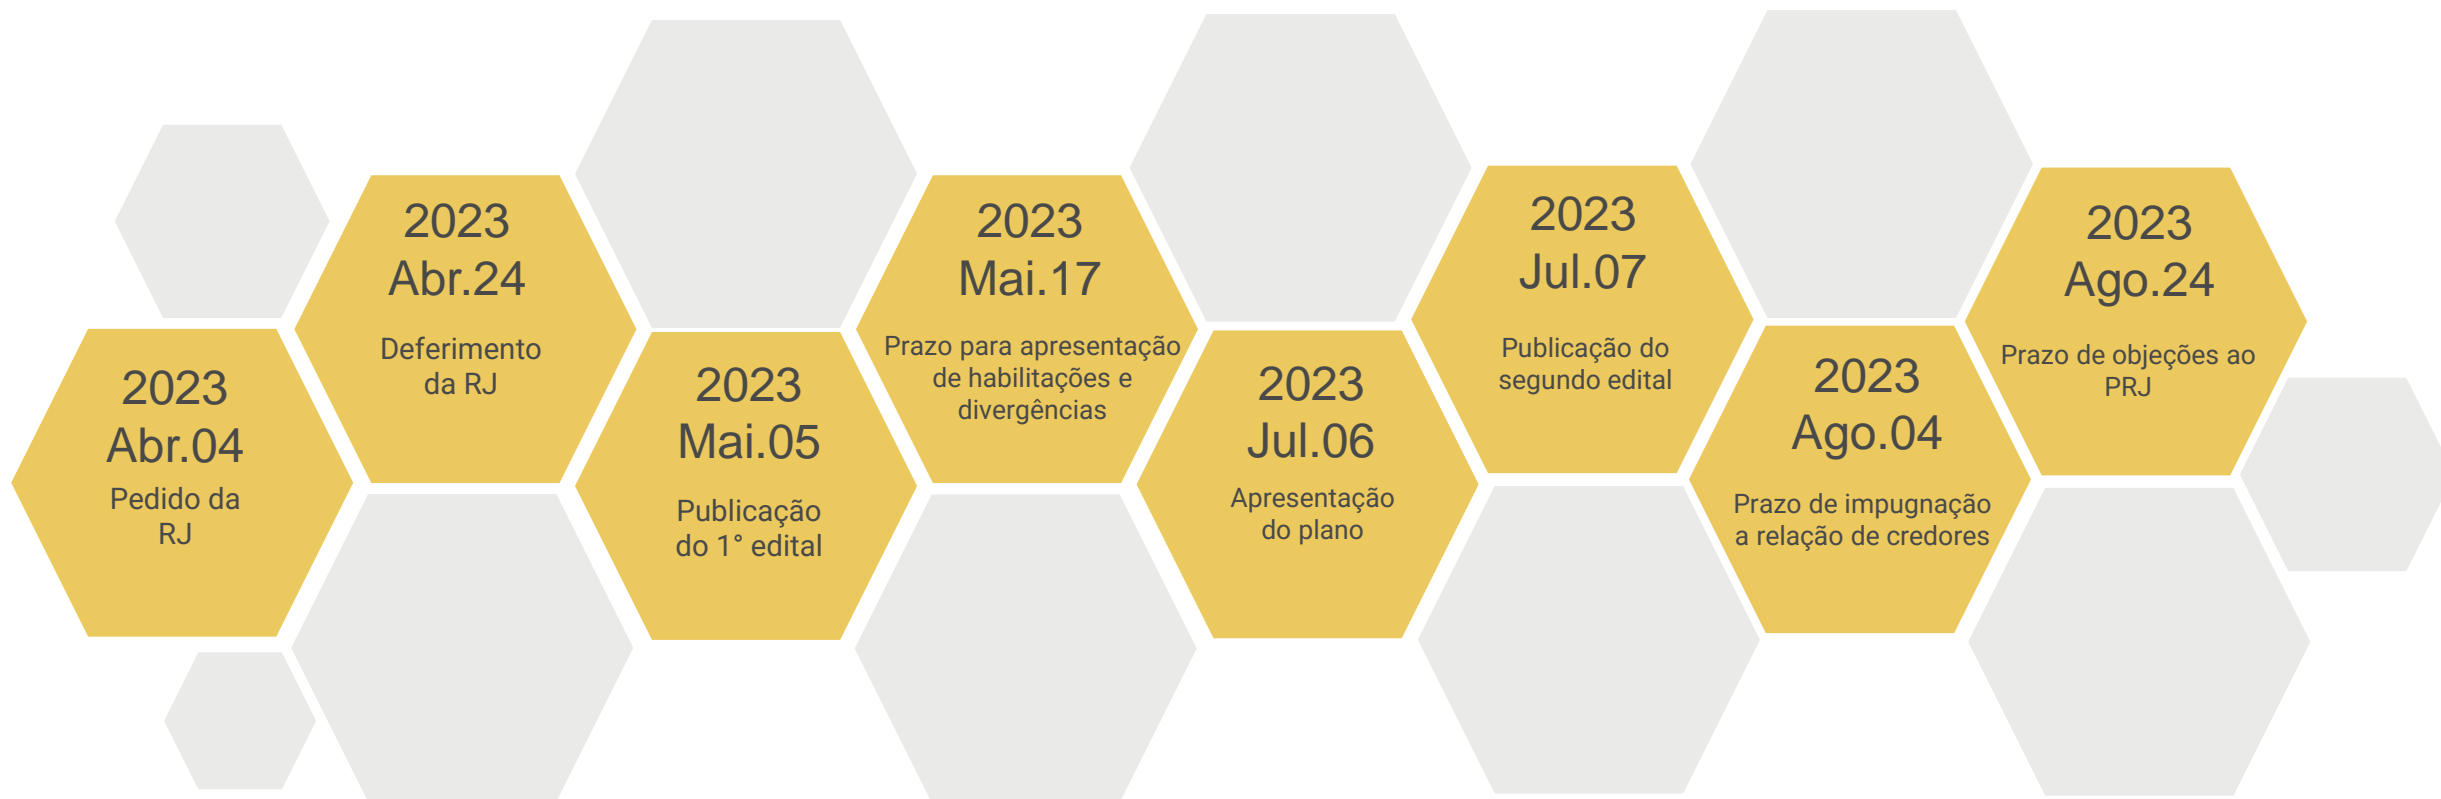 2023
Abr.04
Pedido da
RJ
2023
Abr.24
Deferimento
da RJ
2023
Mai.05
Publicação
do 1° edital
2023
Mai.17
Prazo para apresentação
de habilitações e
divergências
2023
Jul.06
Apresentação
do plano
2023
Jul.07
Publicação do
segundo edital
2023
Ago.04
Prazo de impugnação
a relação de credores
2023
Ago.24
Prazo de objeções ao
PRJ